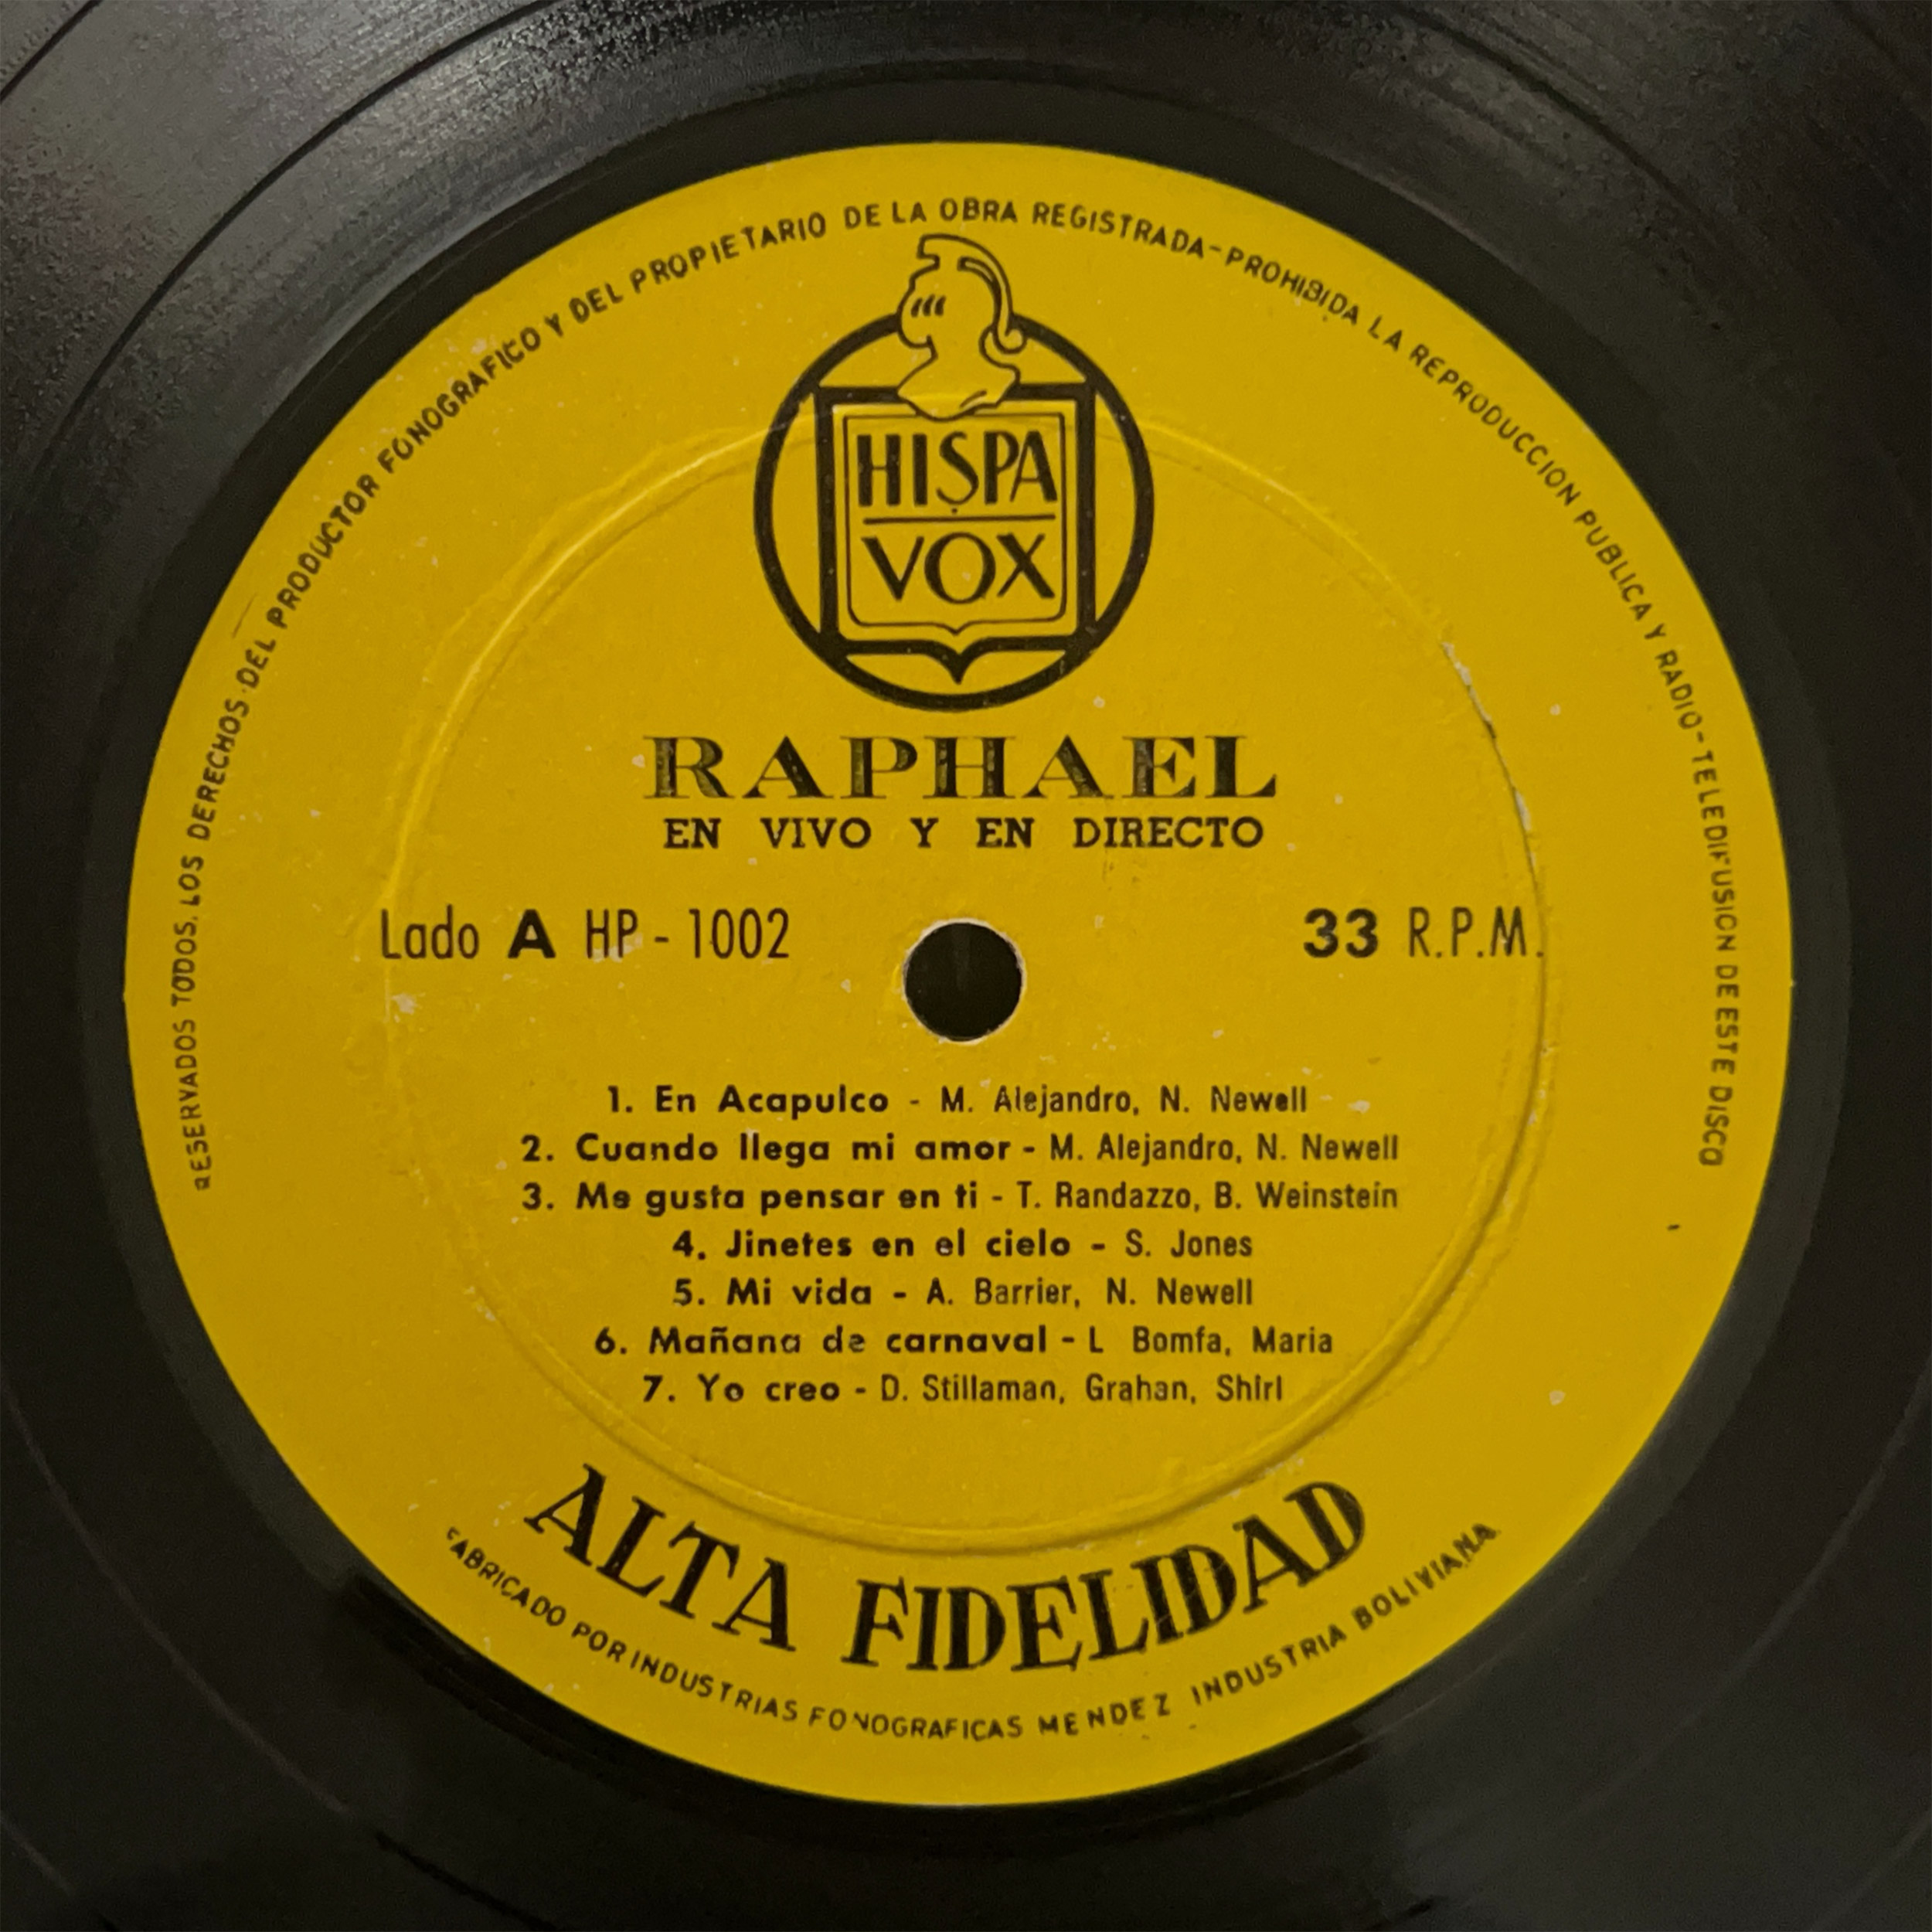 RESERVADOS TODOS LOS DERECHOS DEL PRODUCTOR FONOGRAFICO Y DEL PROPIETARIO DE LA OBRA REGISTRADA-PROHIBIDA LA REPRODUCCION PUBLICA Y RADIO-TELEDIFUSION DE ESTE DISCO
HISPA
VOX
RAPHAEL
EN VIVO Y EN DIRECTO
Lado A HP - 1002
33 R.P.M.
1. En Acapulco - M. Alejandro, N. Newell
2. Cuando llega mi amor - M. Alejandro, N. Newell
3. Me gusta pensar en ti - T. Randazzo, B. Weinstein
4. Jinetes en el cielo - S. Jones
5. Mi vida - A. Barrier, N. Newell
6. Mañana de carnaval - L Bomfa, Maria
7. Yo creo - D. Stillaman, Grahan, Shirl
ALTA FIDELIDAD
FABRICADO POR INDUSTRIAS FONOGRAFICAS MENDEZ INDUSTRIA BOLIVIANA